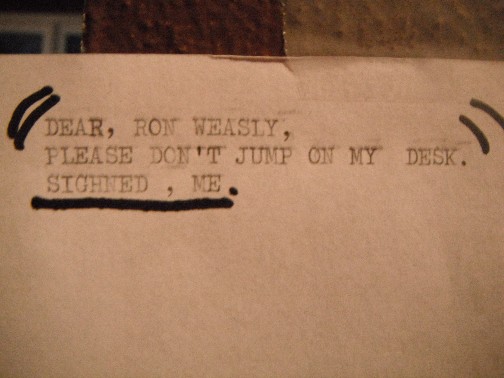 DEAR, RON WEASLY,
PLEASE DON'T JUMP ON MY DESK.
SIGHNED , ME.